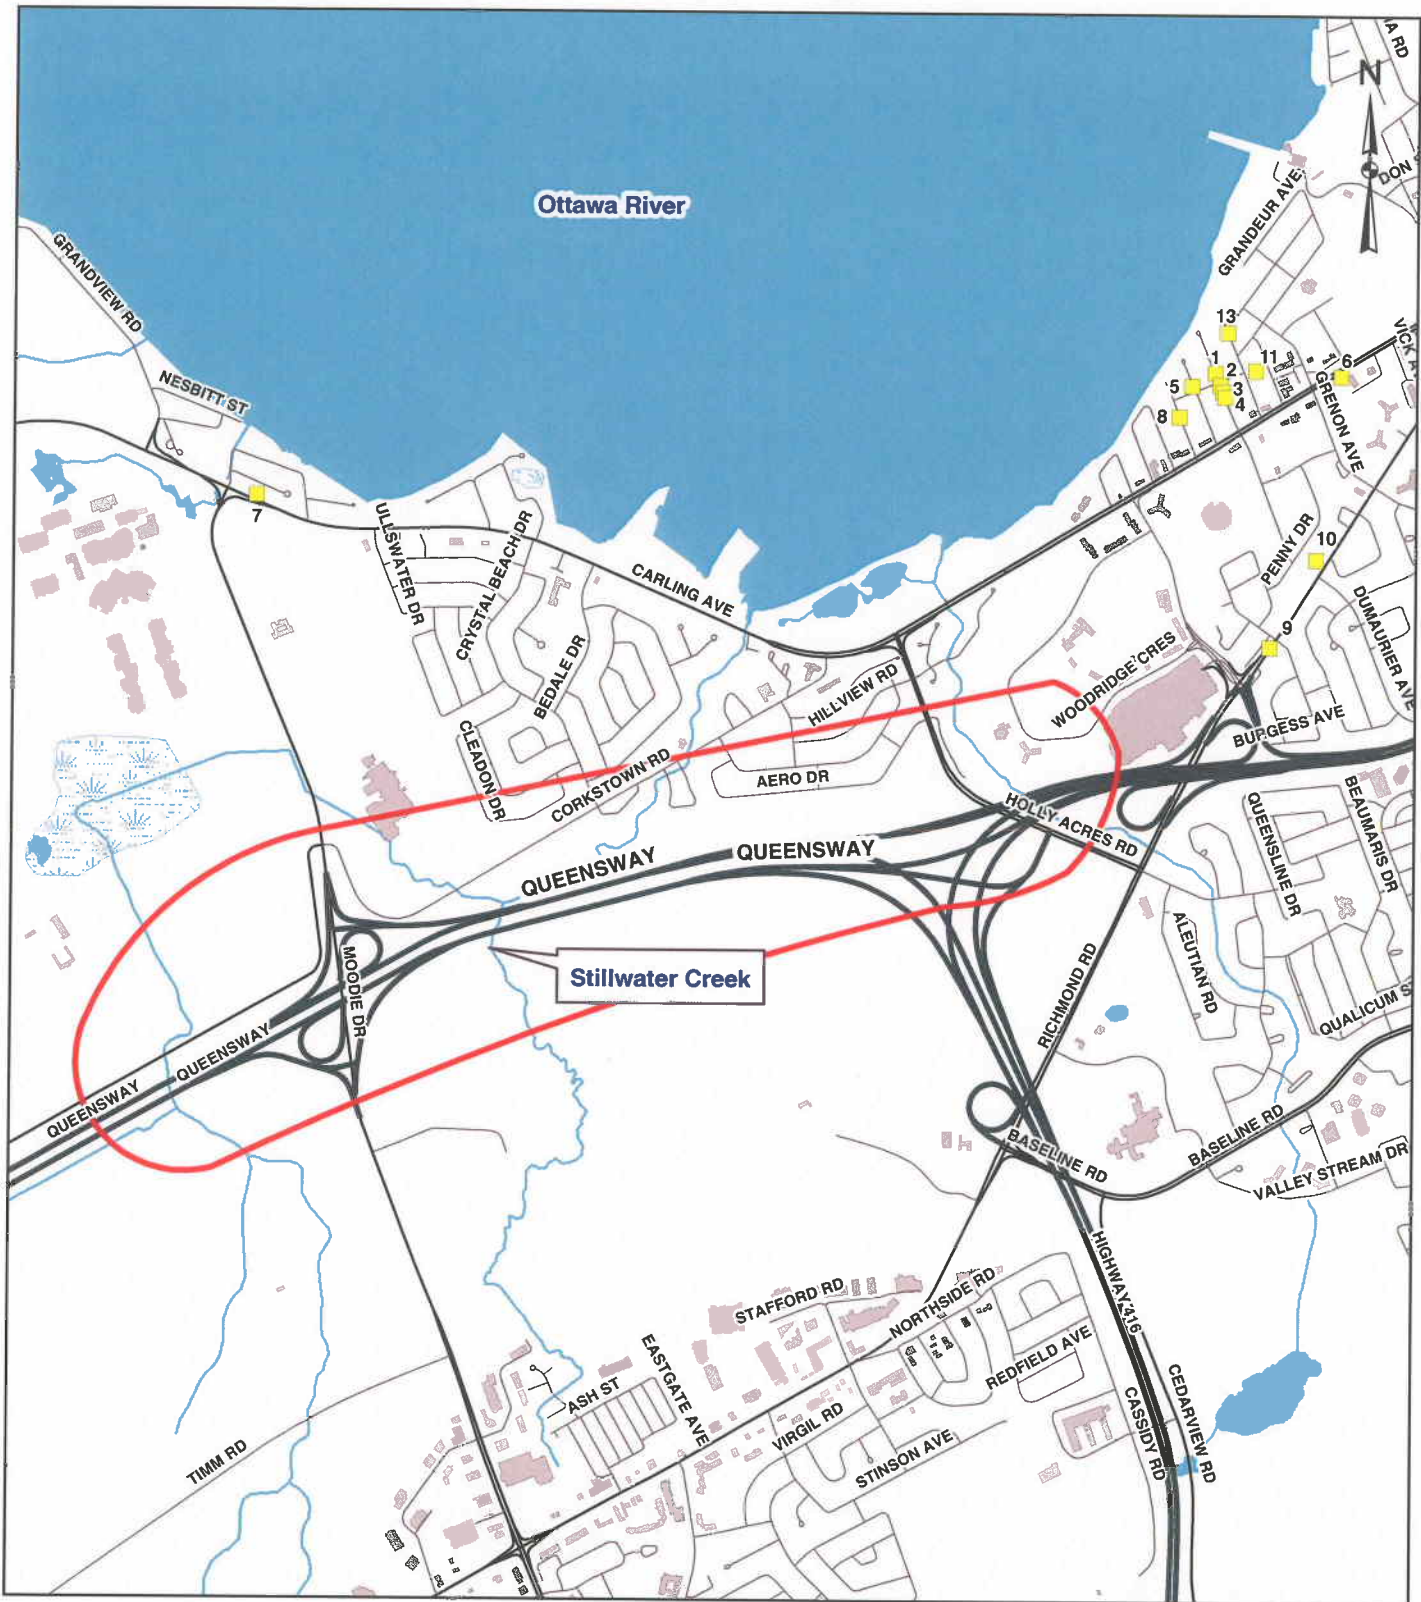 N
Ottawa River
GRANDEUR AVE
GRANDVIEW RD
13
NESBITT ST
1
2
11
6
5
3
4
8
GRENON AVE
7
ULLSWATER DR
CRYSTAL BEACH DR
CARLING AVE
PENNY DR
10
DUMAURIER AVE
9
BEDALE DR
HILLVIEW RD
WOODRIDGE CRES
BURGESS AVE
CLEADON DR
CORKSTOWN RD
AERO DR
HOLLY ACRES RD
QUEENSWAY
QUEENSWAY
QUEENSLINE DR
BEAUMARIS DR
ALEUTIAN RD
Stillwater Creek
MOODIE DR
RICHMOND RD
QUALICUM S
QUEENSWAY
QUEENSWAY
BASELINE RD
BASELINE RD
VALLEY STREAM DR
HIGHWAY 416
STAFFORD RD
NORTHSIDE RD
REDFIELD AVE
EASTGATE AVE
ASH ST
CASSIDY RD
CEDARVIEW RD
VIRGIL RD
STINSON AVE
TIMM RD